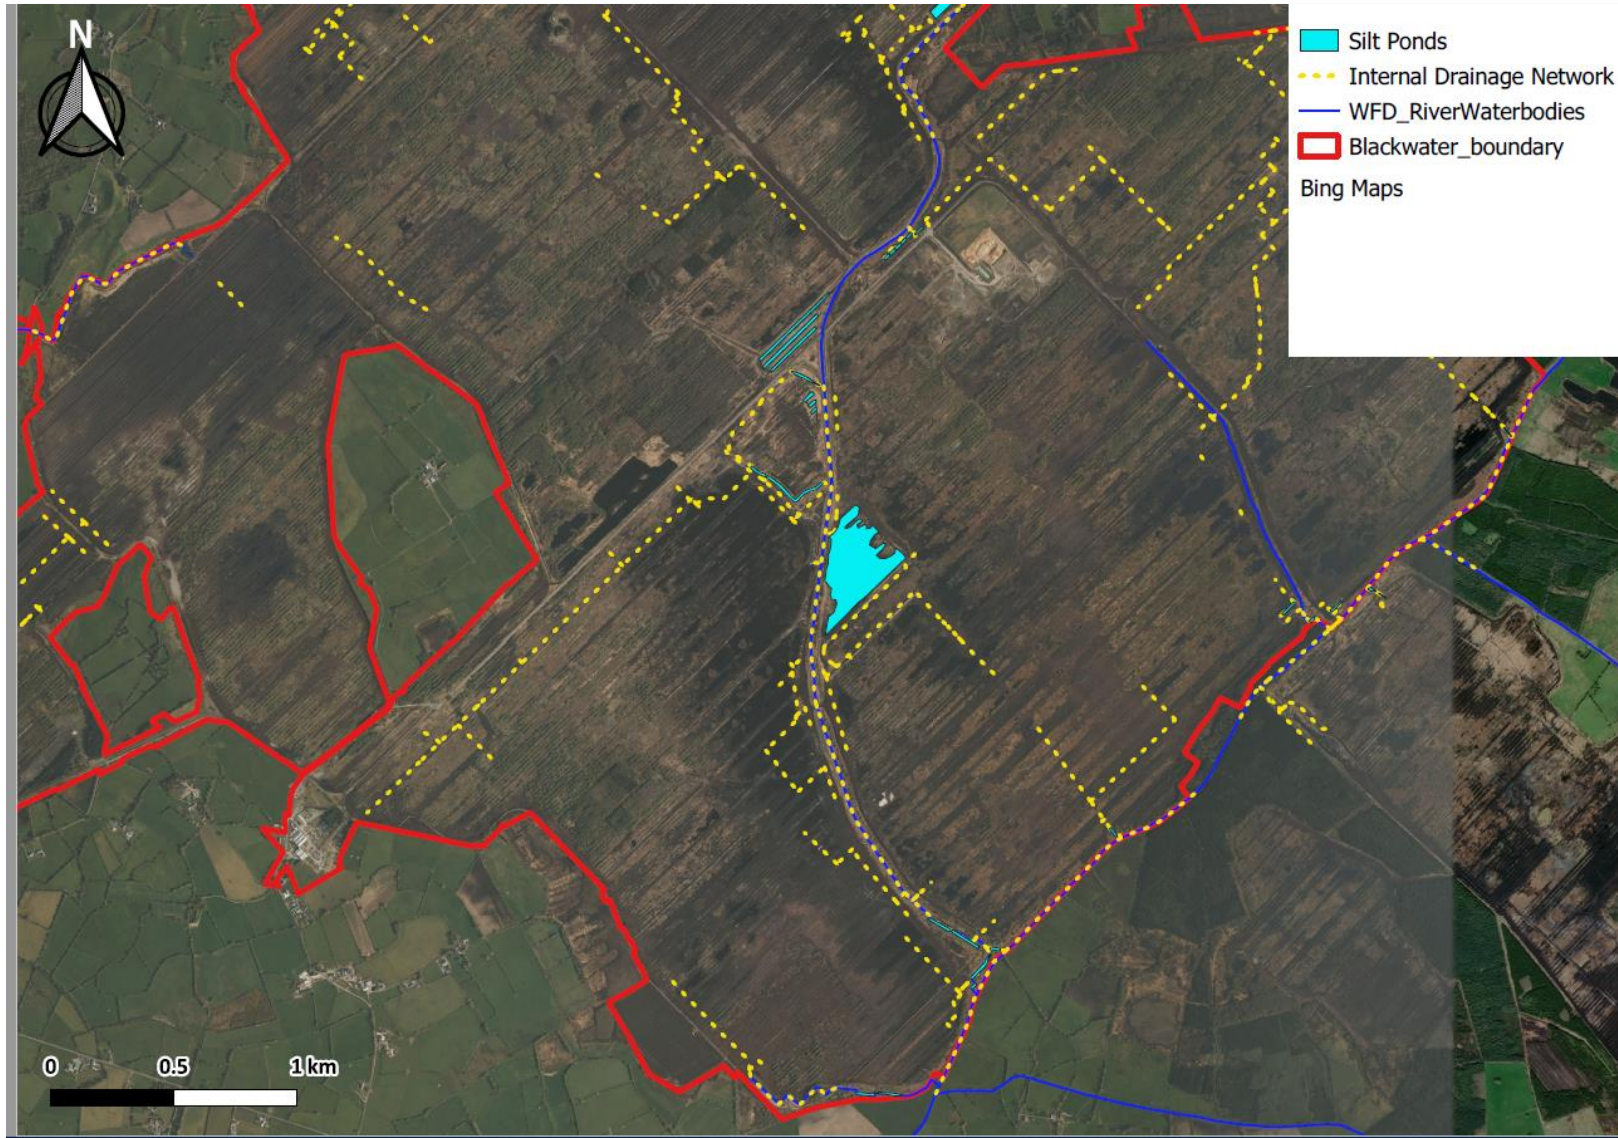 N
Silt Ponds
Internal Drainage Network
WFD_RiverWaterbodies
Blackwater_boundary
Bing Maps
0 0.5 1 km